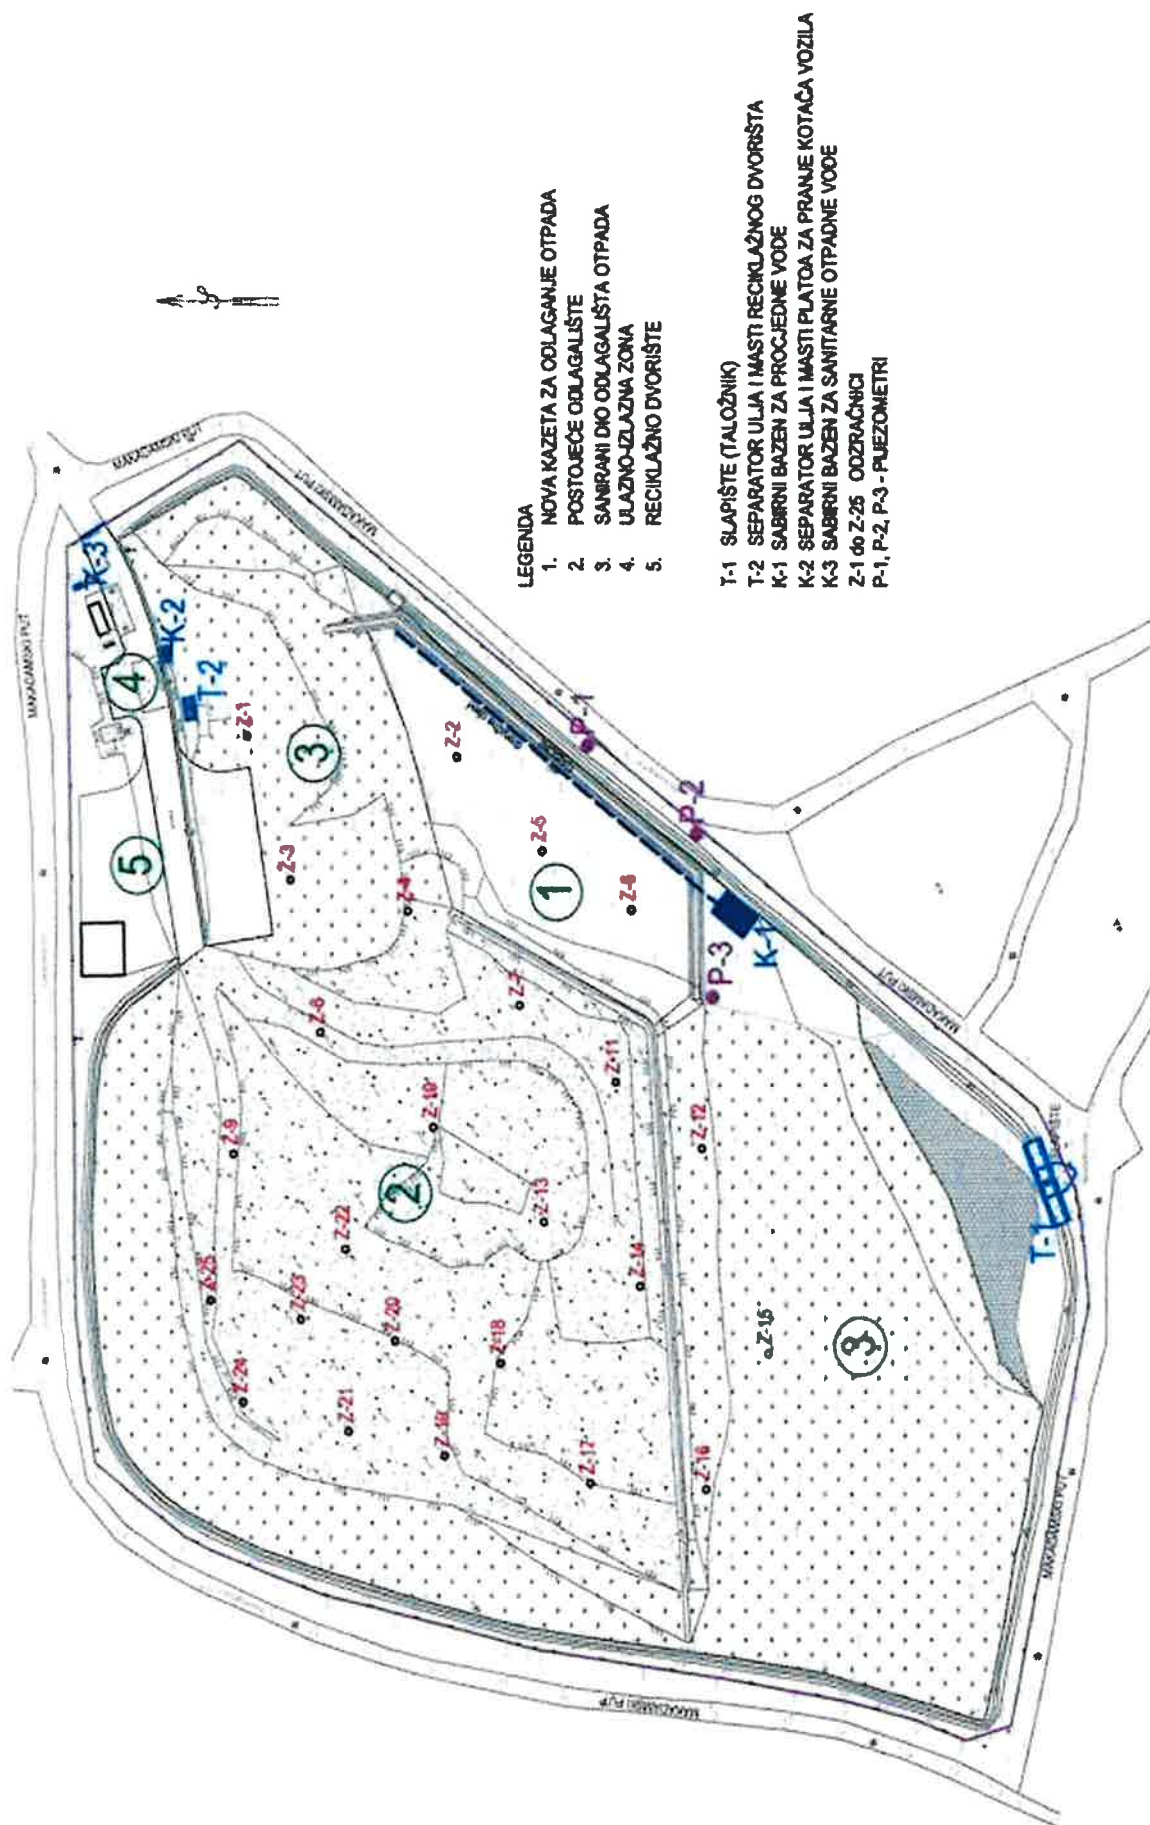 LEGENDA
1. NOVA KAZETA ZA ODLAGANJE OTPADA
2. POSTOJEĆE ODLAGALIŠTE
3. SANIRANI DIO ODLAGALIŠTA OTPADA
4. ULAZNO-IZLAZNA ZONA
5. RECIKLAŽNO DVORIŠTE
T-1 SLAPIŠTE (TALOŽNIK)
T-2 SEPARATOR ULJA I MASTI RECIKLAŽNOG DVORIŠTA
K-1 SABIRNI BAZEN ZA PROCJEDNE VODE
K-2 SEPARATOR ULJA I MASTI PLATOA ZA PRANJE KOTAČA VOZILA
K-3 SABIRNI BAZEN ZA SANITARNE OTPADNE VODE
Z-1 do Z-25 ODZRAČNICI
P-1, P-2, P-3 - PIJEZOMETRI
MAKADAMSKI PUT
MAKADAMSKI PUT
MAKADAMSKI PUT
MAKADAMSKI PUT
MAKADAMSKI PUT
MAKADAMSKI PUT
K-3
K-2
T-2
4
5
3
Z-1
Z-2
Z-3
Z-4
Z-5
Z-6
1
P-1
P-2
P-3
K-1
Z-7
Z-8
Z-9
Z-10
Z-11
Z-12
Z-13
2
Z-14
Z-15
Z-16
Z-17
Z-18
Z-19
Z-20
Z-21
Z-22
Z-23
Z-24
Z-25
3
T-1